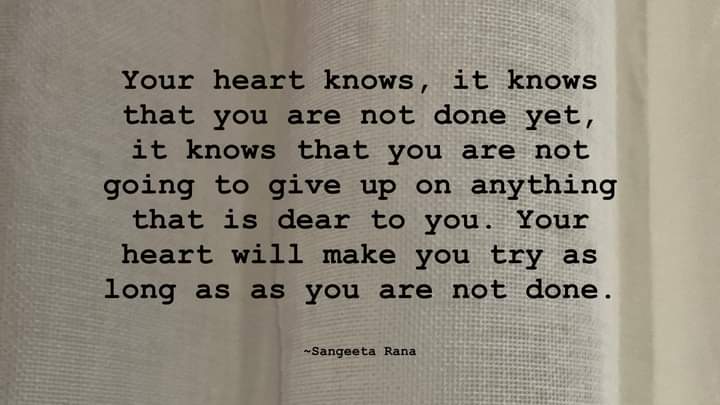 Your heart knows, it knows
that you are not done yet,
it knows that you are not
going to give up on anything
that is dear to you. Your
heart will make you try as
long as as you are not done.
~Sangeeta Rana